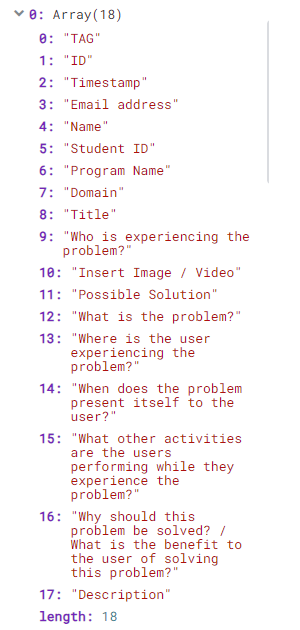 0: Array(18)
0: "TAG"
1: "ID"
2: "Timestamp"
3: "Email address"
4: "Name"
5: "Student ID"
6: "Program Name"
7: "Domain"
8: "Title"
9: "Who is experiencing the
problem?"
10: "Insert Image / Video"
11: "Possible Solution"
12: "What is the problem?"
13: "Where is the user
experiencing the
problem?"
14: "When does the problem
present itself to the
user?"
15: "What other activities
are the users
performing while they
experience the
problem?"
16: "Why should this
problem be solved? /
What is the benefit to
the user of solving
this problem?"
17: "Description"
length: 18